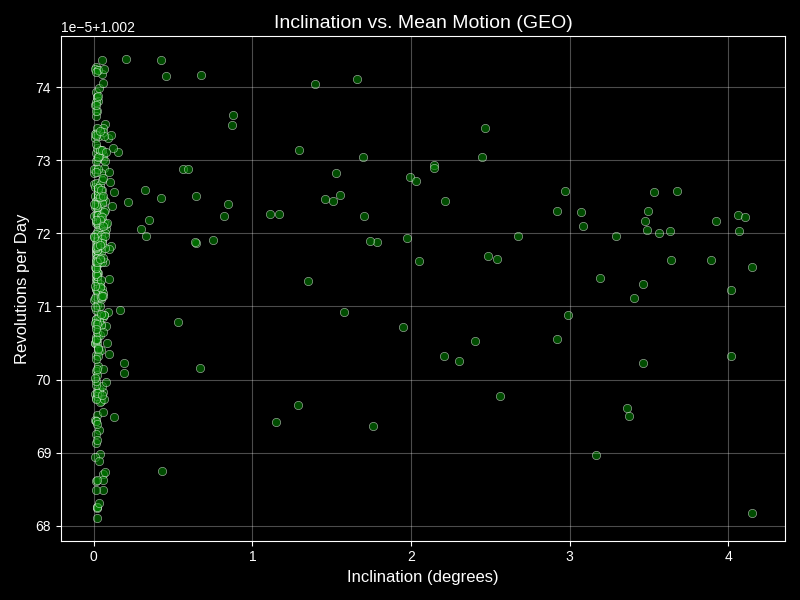 Inclination vs. Mean Motion (GEO)
1e−5+1.002
74
73
72
71
70
69
68
Revolutions per Day
0 1 2 3 4
Inclination (degrees)